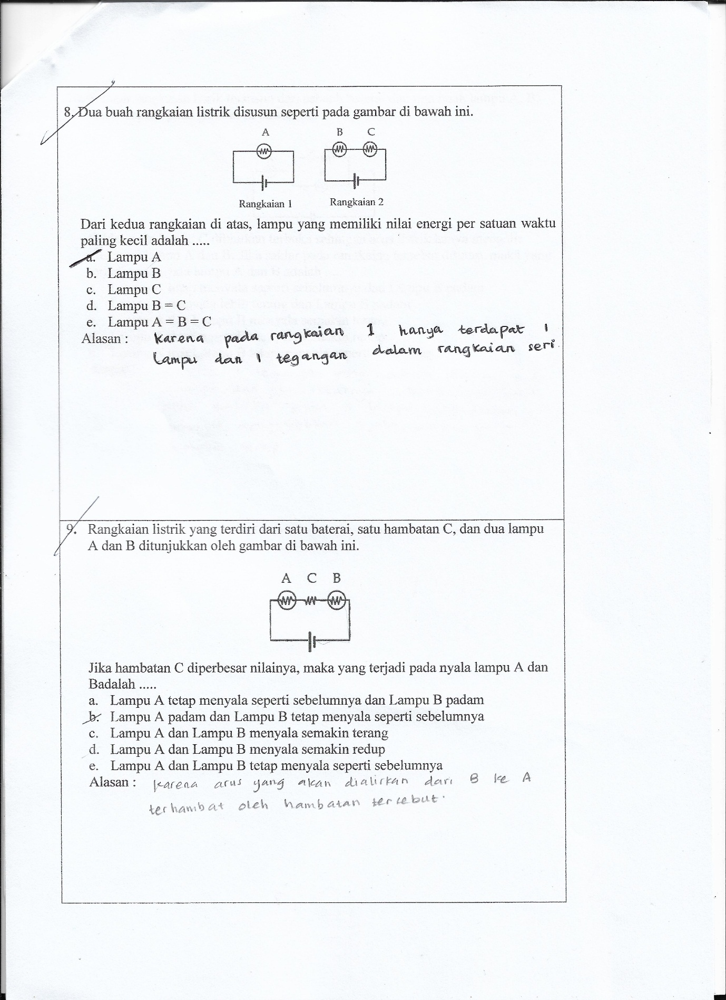 8. Dua buah rangkaian listrik disusun seperti pada gambar di bawah ini.
A
B C
Rangkaian 1
Rangkaian 2
Dari kedua rangkaian di atas, lampu yang memiliki nilai energi per satuan waktu
paling kecil adalah .....
a. Lampu A
b. Lampu B
c. Lampu C
d. Lampu B = C
e. Lampu A = B = C
Alasan : karena pada rangkaian 1 hanya terdapat 1
Lampu dan 1 tegangan dalam rangkaian seri.
9. Rangkaian listrik yang terdiri dari satu baterai, satu hambatan C, dan dua lampu
A dan B ditunjukkan oleh gambar di bawah ini.
A C B
Jika hambatan C diperbesar nilainya, maka yang terjadi pada nyala lampu A dan
Badalah .....
a. Lampu A tetap menyala seperti sebelumnya dan Lampu B padam
b. Lampu A padam dan Lampu B tetap menyala seperti sebelumnya
c. Lampu A dan Lampu B menyala semakin terang
d. Lampu A dan Lampu B menyala semakin redup
e. Lampu A dan Lampu B tetap menyala seperti sebelumnya
Alasan : karena arus yang akan dialirkan dari B ke A
terhambat oleh hambatan tersebut.